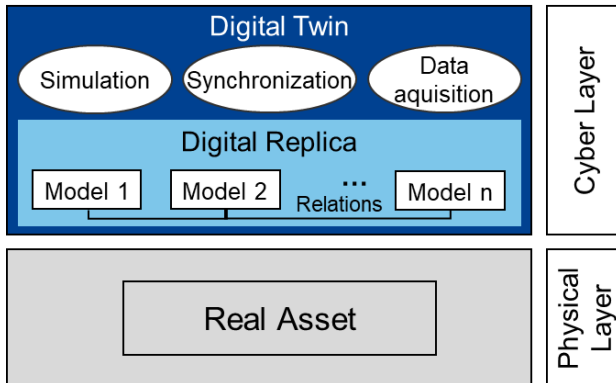 Digital Twin
Simulation
Synchronization
Data
aquisition
Digital Replica
Model 1
Model 2
...
Relations
Model n
Cyber Layer
Real Asset
Physical
Layer